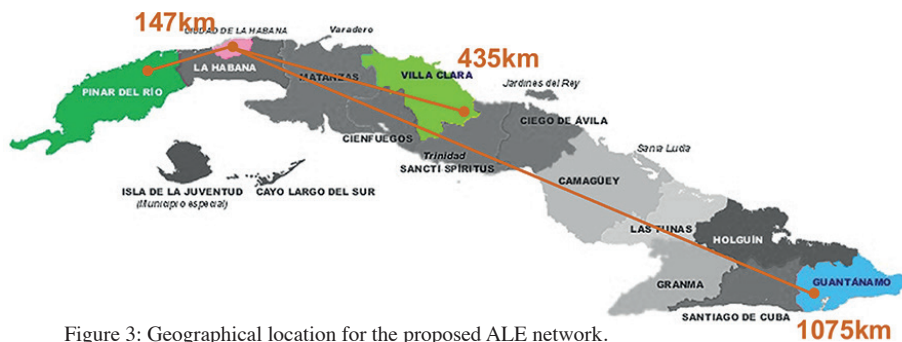 147km
CIUDAD DE LA HABANA
Varadero
435km
LA HABANA
MATANZAS
VILLA CLARA
Jardines del Rey
PINAR DEL RÍO
CIENFUEGOS
CIEGO DE ÁVILA
Trinidad
SANCTI SPÍRITUS
Santa Lucía
ISLA DE LA JUVENTUD
(Municipio especial)
CAYO LARGO DEL SUR
CAMAGÜEY
LAS TUNAS
HOLGUÍN
GRANMA
GUANTÁNAMO
SANTIAGO DE CUBA
1075km
Figure 3: Geographical location for the proposed ALE network.